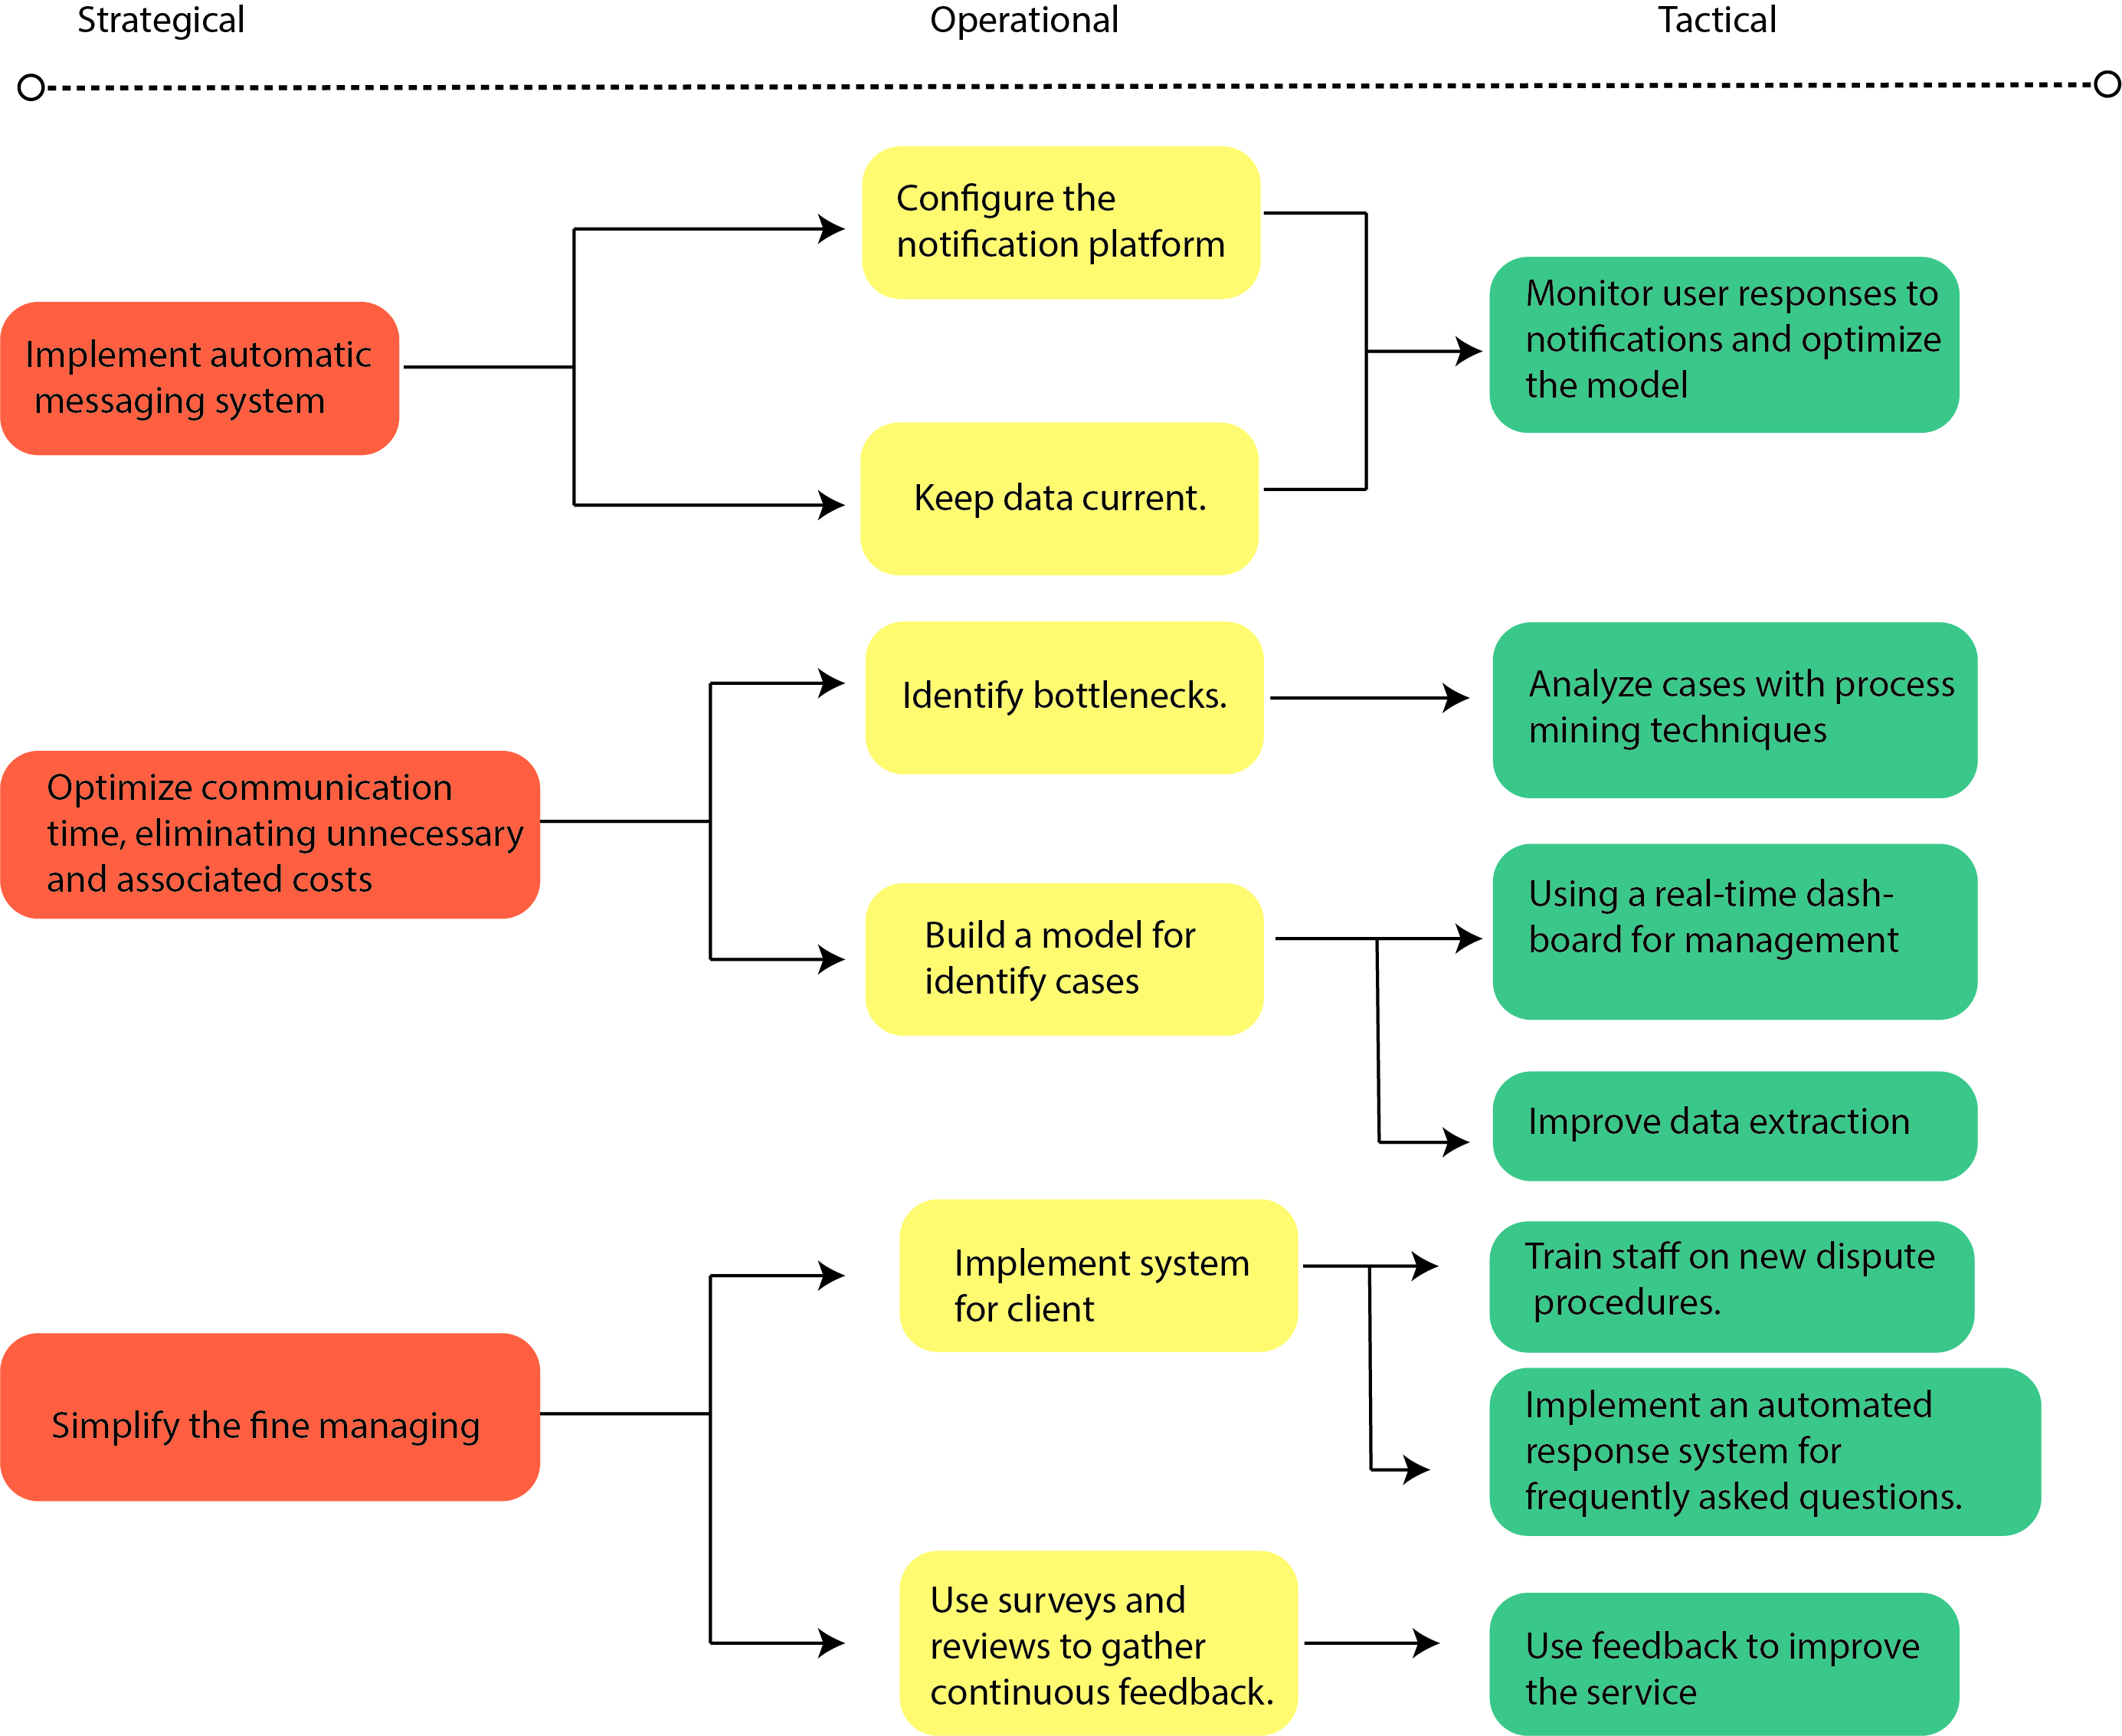 Strategical
Operational
Tactical
Configure the
notification platform
Monitor user responses to
notifications and optimize
the model
Implement automatic
messaging system
Keep data current.
Identify bottlenecks.
Analyze cases with process
mining techniques
Optimize communication
time, eliminating unnecessary
and associated costs
Using a real-time dash-
board for management
Build a model for
identify cases
Improve data extraction
Implement system
for client
Train staff on new dispute
procedures.
Simplify the fine managing
Implement an automated
response system for
frequently asked questions.
Use surveys and
reviews to gather
continuous feedback.
Use feedback to improve
the service